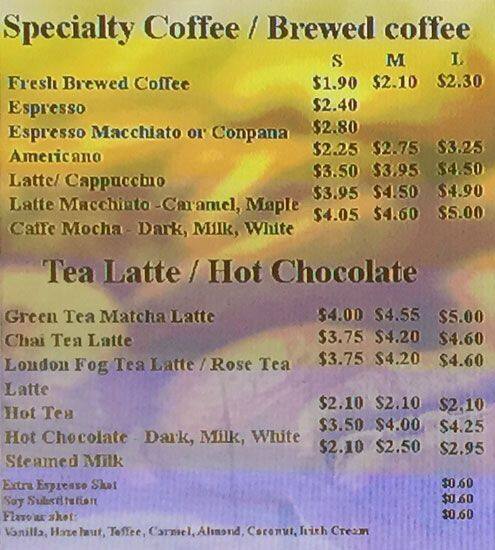 Specialty Coffee / Brewed coffee
S M L
Fresh Brewed Coffee $1.90 $2.10 $2.30
Espresso $2.40
Espresso Macchiato or Conpana $2.80
Americano $2.25 $2.75 $3.25
Latte/ Cappucchio $3.50 $3.95 $4.50
Latte Macchiato -Caramel, Maple $3.95 $4.50 $4.90
Caffe Mocha - Dark, Milk, White $4.05 $4.60 $5.00
Tea Latte / Hot Chocolate
Green Tea Matcha Latte $4.00 $4.55 $5.00
Chai Tea Latte $3.75 $4.20 $4.60
London Fog Tea Latte / Rose Tea $3.75 $4.20 $4.60
Latte
Hot Tea $2.10 $2.10 $2.10
Hot Chocolate - Dark, Milk, White $3.50 $4.00 $4.25
Steamed Milk $2.10 $2.50 $2.95
Extra Espresso Shot $0.60
Soy Substitution $0.60
Flavour shot: $0.60
Vanilla, Hazelnut, Toffee, Carmel, Almond, Coconut, Irish Cream